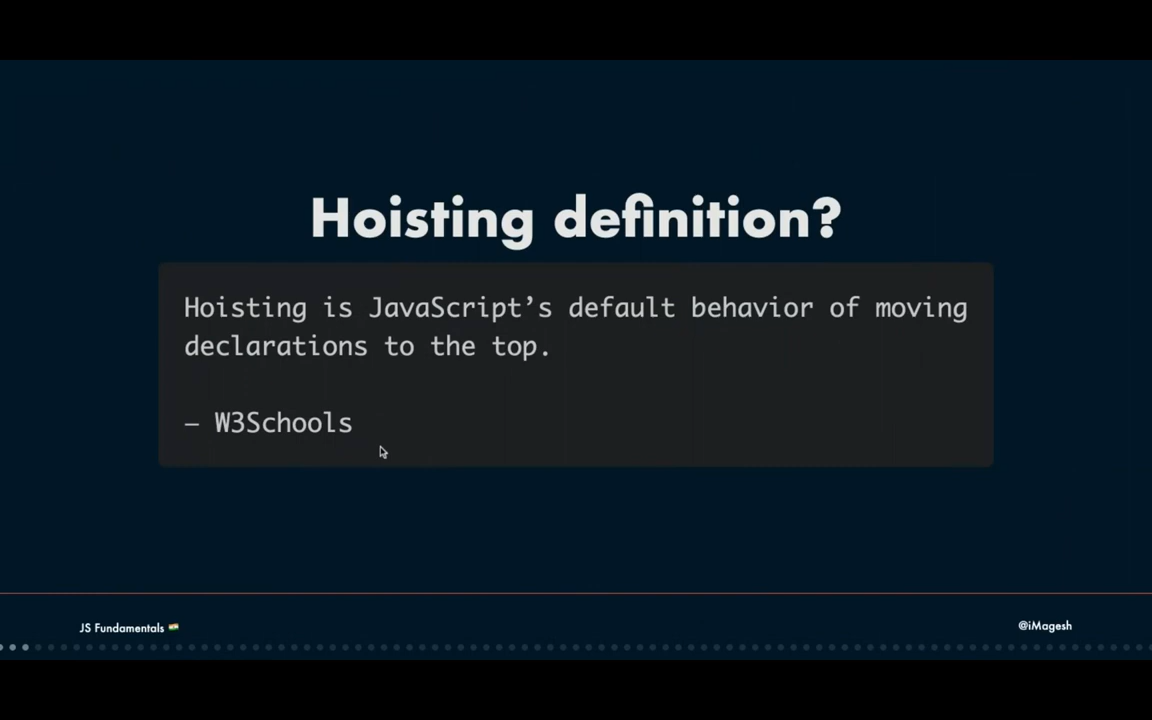 Hoisting definition?
Hoisting is JavaScript’s default behavior of moving
declarations to the top.
— W3Schools
JS Fundamentals 🇮🇳
@iMagesh